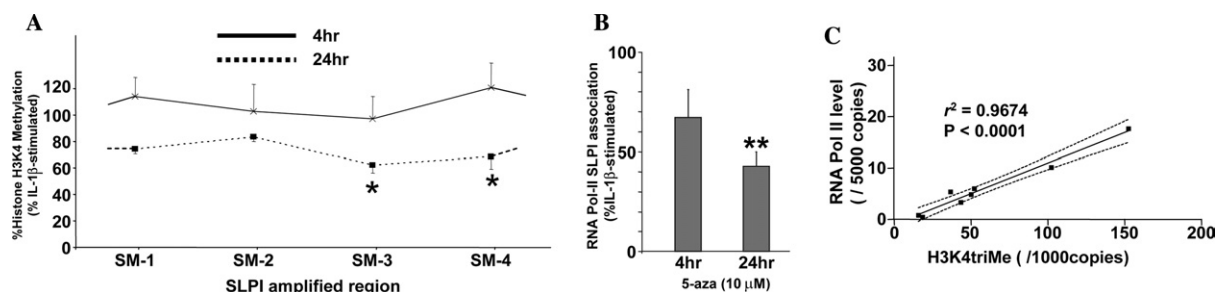 A
4hr
24hr
%Histone H3K4 Methylation
(% IL-1β-stimulated)
120
100
80
60
40
20
0
*
*
SM-1 SM-2 SM-3 SM-4
SLPI amplified region
B
RNA Pol-II SLPI association
(%IL-1β-stimulated)
100
50
0
**
4hr 24hr
5-aza (10 μM)
C
RNA Pol II level
( / 5000 copies)
30
20
10
0
r² = 0.9674
P < 0.0001
0 50 100 150 200
H3K4triMe ( /1000copies)